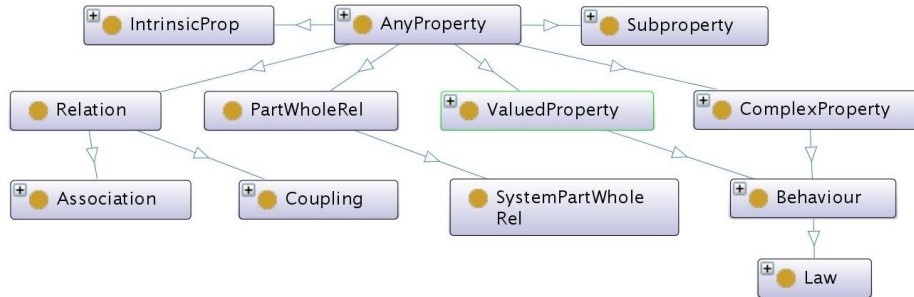 IntrinsicProp
AnyProperty
Subproperty
Relation
PartWholeRel
ValuedProperty
ComplexProperty
Association
Coupling
SystemPartWhole
Rel
Behaviour
Law